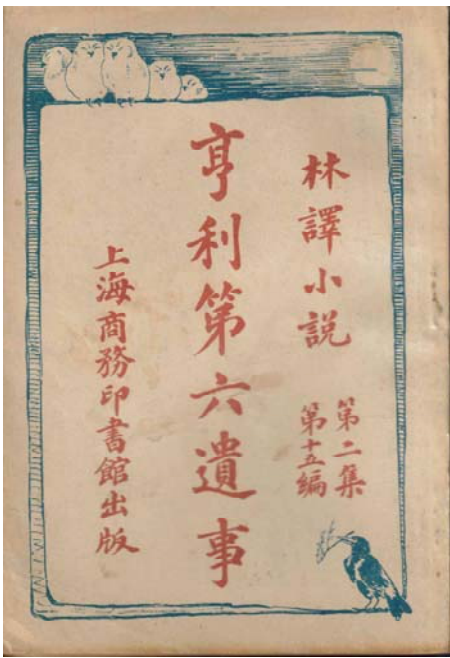 林譯小説
第二集
第十五編
亨利第六遺事
上海商務印書館出版